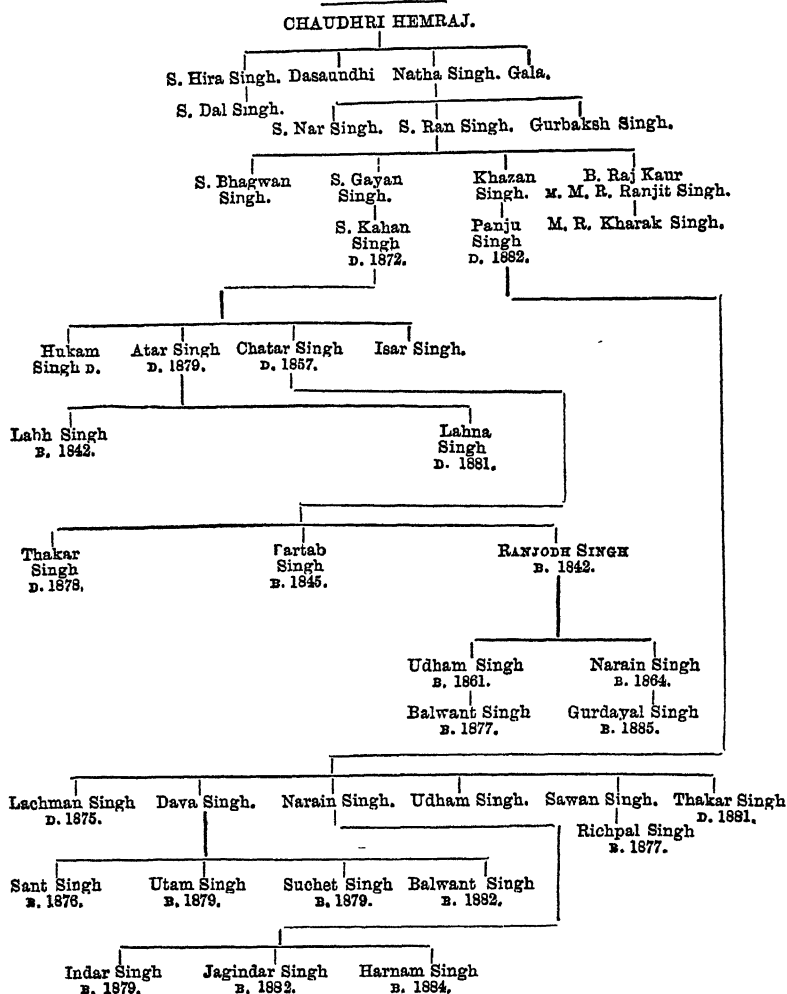 CHAUDHRI HEMRAJ.
S. Hira Singh. Dasaundhi Natha Singh. Gala.
S. Dal Singh.
S. Nar Singh. S. Ran Singh. Gurbaksh Singh.
S. Bhagwan Singh.
S. Gayan Singh.
Khazan Singh.
B. Raj Kaur
M. M. R. Ranjit Singh.
S. Kahan Singh
D. 1872.
Panju Singh
D. 1882.
M. R. Kharak Singh.
Hukam Singh D.
Atar Singh
D. 1879.
Chatar Singh
D. 1857.
Isar Singh.
Labh Singh
B. 1842.
Lahna Singh
D. 1881.
Thakar Singh
D. 1878.
Partab Singh
B. 1845.
RANJODH SINGH
B. 1842.
Udham Singh
B. 1861.
Narain Singh
B. 1864.
Balwant Singh
B. 1877.
Gurdayal Singh
B. 1885.
Lachman Singh
D. 1875.
Dava Singh.
Narain Singh.
Udham Singh.
Sawan Singh.
Thakar Singh
D. 1881.
Richpal Singh
B. 1877.
Sant Singh
B. 1876.
Utam Singh
B. 1879.
Suchet Singh
B. 1879.
Balwant Singh
B. 1882.
Indar Singh
B. 1879.
Jagindar Singh
B. 1882.
Harnam Singh
B. 1884.